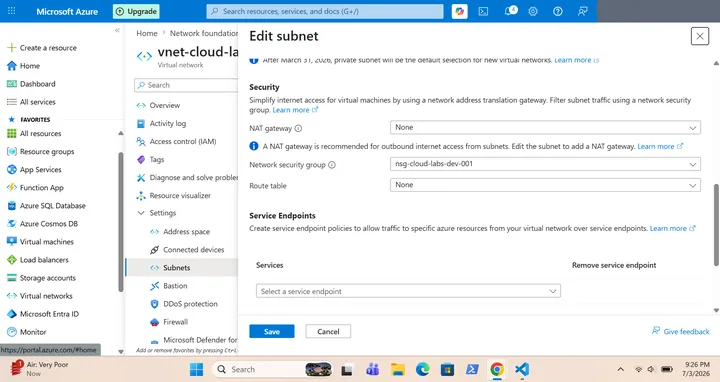 Microsoft Azure
Upgrade
Search resources, services, and docs (G+/)
4
Create a resource
Home
Dashboard
All services
FAVORITES
All resources
Resource groups
App Services
Function App
Azure SQL Database
Azure Cosmos DB
Virtual machines
Load balancers
Storage accounts
Virtual networks
Microsoft Entra ID
Monitor
https://portal.azure.com/#home
Home > Network foundation
vnet-cloud-la
Virtual network
Search
Overview
Activity log
Access control (IAM)
Tags
Diagnose and solve problem
Resource visualizer
Settings
Address space
Connected devices
Subnets
Bastion
DDoS protection
Firewall
Microsoft Defender for
Add or remove favorites by pressing Ctrl+
Edit subnet
After March 31, 2026, private subnet will be the default selection for new virtual networks. Learn more
Security
Simplify internet access for virtual machines by using a network address translation gateway. Filter subnet traffic using a network security
group. Learn more
NAT gateway
None
A NAT gateway is recommended for outbound internet access from subnets. Edit the subnet to add a NAT gateway. Learn more
Network security group
nsg-cloud-labs-dev-001
Route table
None
Service Endpoints
Create service endpoint policies to allow traffic to specific azure resources from your virtual network over service endpoints. Learn more
Services
Remove service endpoint
Select a service endpoint
Save
Cancel
Give feedback
1
Air: Very Poor
Now
Search
9:26 PM
7/3/2026